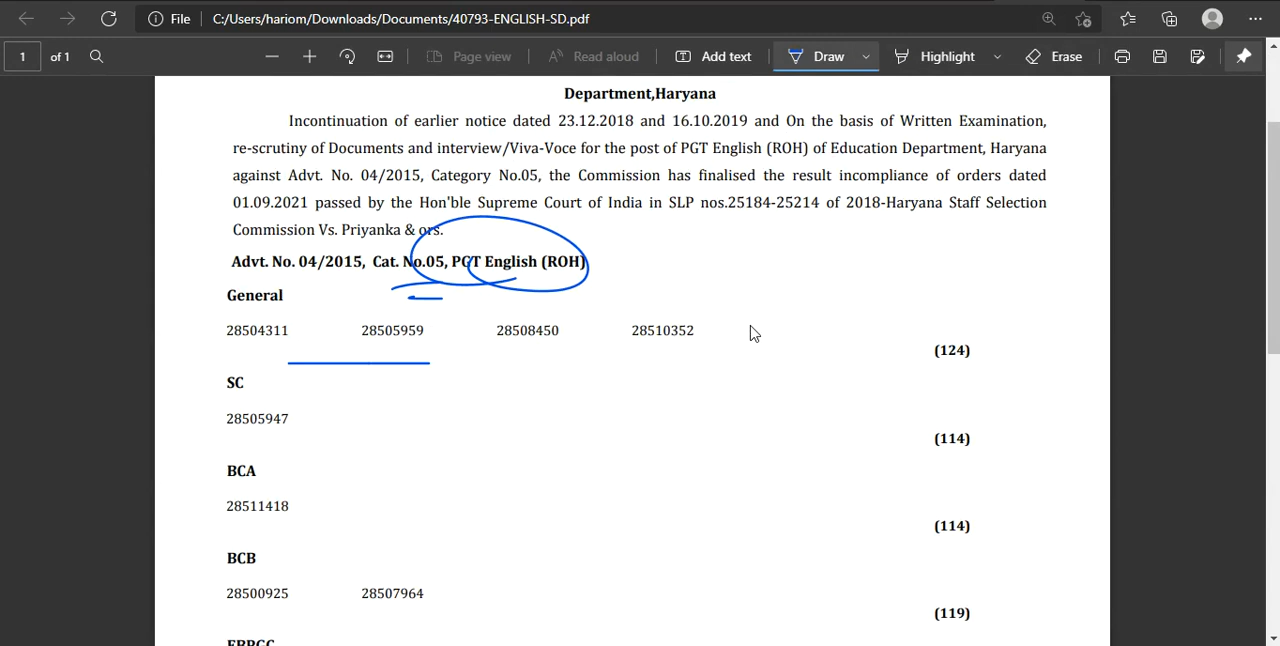 File C:/Users/hariom/Downloads/Documents/40793-ENGLISH-SD.pdf
1 of 1 Page view Read aloud Add text Draw Highlight Erase
Department,Haryana
Incontinuation of earlier notice dated 23.12.2018 and 16.10.2019 and On the basis of Written Examination,
re-scrutiny of Documents and interview/Viva-Voce for the post of PGT English (ROH) of Education Department, Haryana
against Advt. No. 04/2015, Category No.05, the Commission has finalised the result incompliance of orders dated
01.09.2021 passed by the Hon'ble Supreme Court of India in SLP nos.25184-25214 of 2018-Haryana Staff Selection
Commission Vs. Priyanka & ors.
Advt. No. 04/2015, Cat. No.05, PGT English (ROH)
General
28504311 28505959 28508450 28510352
(124)
SC
28505947
(114)
BCA
28511418
(114)
BCB
28500925 28507964
(119)
EBPGC